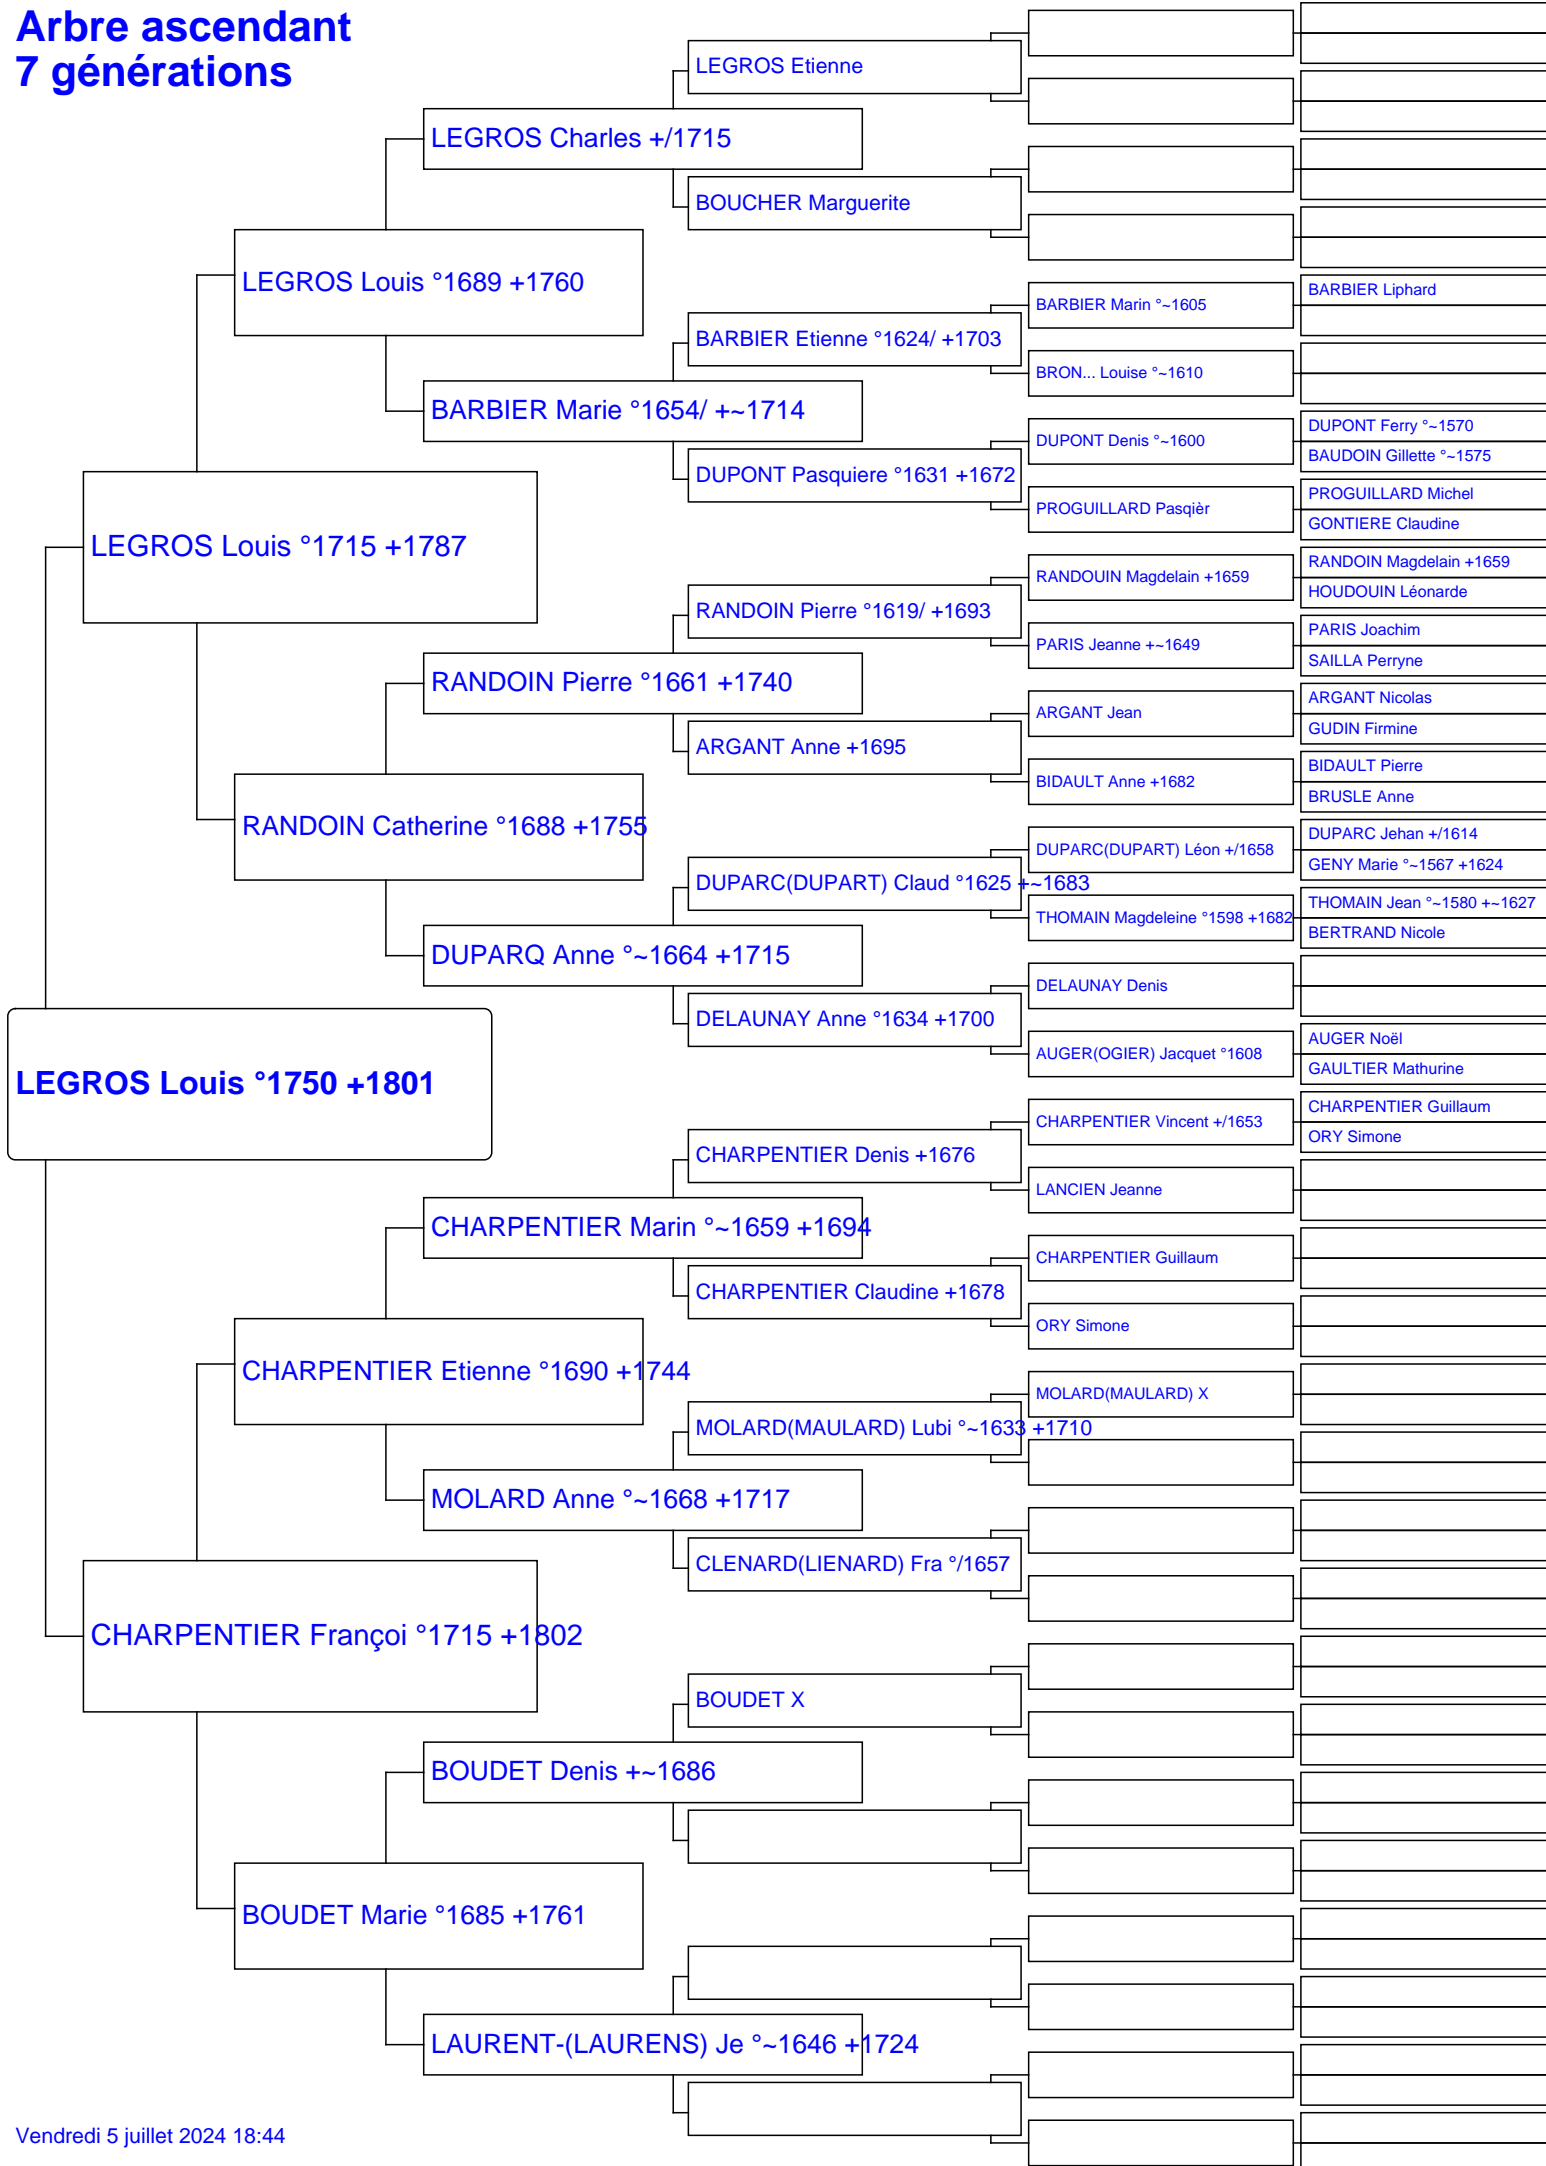 Arbre ascendant
7 générations
LEGROS Louis °1750 +1801
LEGROS Louis °1715 +1787
CHARPENTIER Françoi °1715 +1802
LEGROS Louis °1689 +1760
RANDOIN Catherine °1688 +1755
CHARPENTIER Etienne °1690 +1744
BOUDET Marie °1685 +1761
LEGROS Charles +/1715
BARBIER Marie °1654/ +~1714
RANDOIN Pierre °1661 +1740
DUPARQ Anne °~1664 +1715
CHARPENTIER Marin °~1659 +1694
MOLARD Anne °~1668 +1717
BOUDET Denis +~1686
LAURENT-(LAURENS) Je °~1646 +1724
LEGROS Etienne
BOUCHER Marguerite
BARBIER Etienne °1624/ +1703
DUPONT Pasquiere °1631 +1672
RANDOIN Pierre °1619/ +1693
ARGANT Anne +1695
DUPARC(DUPART) Claud °1625 +~1683
DELAUNAY Anne °1634 +1700
CHARPENTIER Denis +1676
CHARPENTIER Claudine +1678
MOLARD(MAULARD) Lubi °~1633 +1710
CLENARD(LIENARD) Fra °/1657
BOUDET X
BARBIER Marin °~1605
BRON... Louise °~1610
DUPONT Denis °~1600
PROGUILLARD Pasqièr
RANDOUIN Magdelain +1659
PARIS Jeanne +~1649
ARGANT Jean
BIDAULT Anne +1682
DUPARC(DUPART) Léon +/1658
THOMAIN Magdeleine °1598 +1682
DELAUNAY Denis
AUGER(OGIER) Jacquet °1608
CHARPENTIER Vincent +/1653
LANCIEN Jeanne
CHARPENTIER Guillaum
ORY Simone
MOLARD(MAULARD) X
BARBIER Liphard
DUPONT Ferry °~1570
BAUDOIN Gillette °~1575
PROGUILLARD Michel
GONTIERE Claudine
RANDOIN Magdelain +1659
HOUDOUIN Léonarde
PARIS Joachim
SAILLA Perryne
ARGANT Nicolas
GUDIN Firmine
BIDAULT Pierre
BRUSLE Anne
DUPARC Jehan +/1614
GENY Marie °~1567 +1624
THOMAIN Jean °~1580 +~1627
BERTRAND Nicole
AUGER Noël
GAULTIER Mathurine
CHARPENTIER Guillaum
ORY Simone
Vendredi 5 juillet 2024 18:44